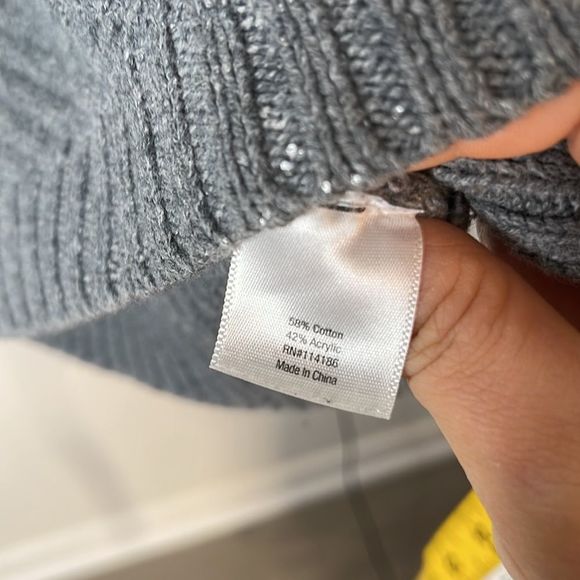 58% Cotton
42% Acrylic
RN#114186
Made In China